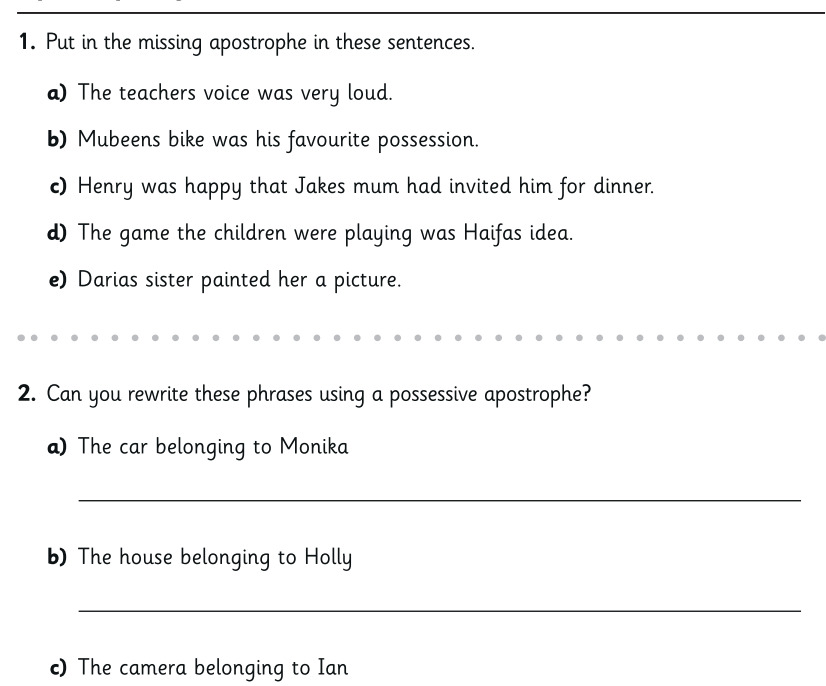 1. Put in the missing apostrophe in these sentences.
a) The teachers voice was very loud.
b) Mubeens bike was his favourite possession.
c) Henry was happy that Jakes mum had invited him for dinner.
d) The game the children were playing was Haifas idea.
e) Darias sister painted her a picture.
2. Can you rewrite these phrases using a possessive apostrophe?
a) The car belonging to Monika
b) The house belonging to Holly
c) The camera belonging to Ian